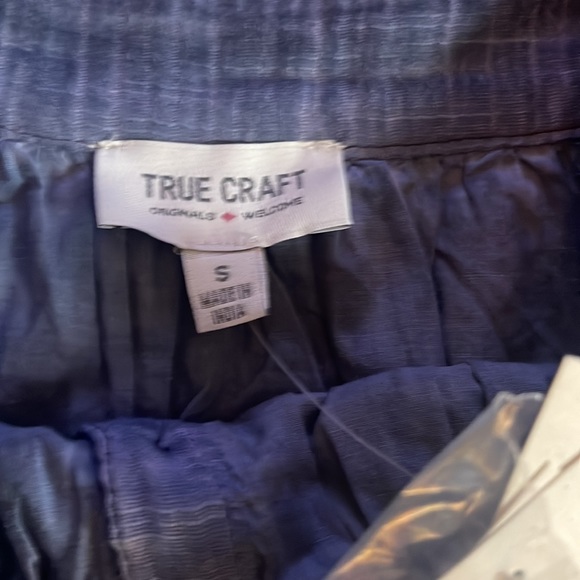 TRUE CRAFT
ORIGINALS ♦ WELCOME
S
MADE IN
INDIA